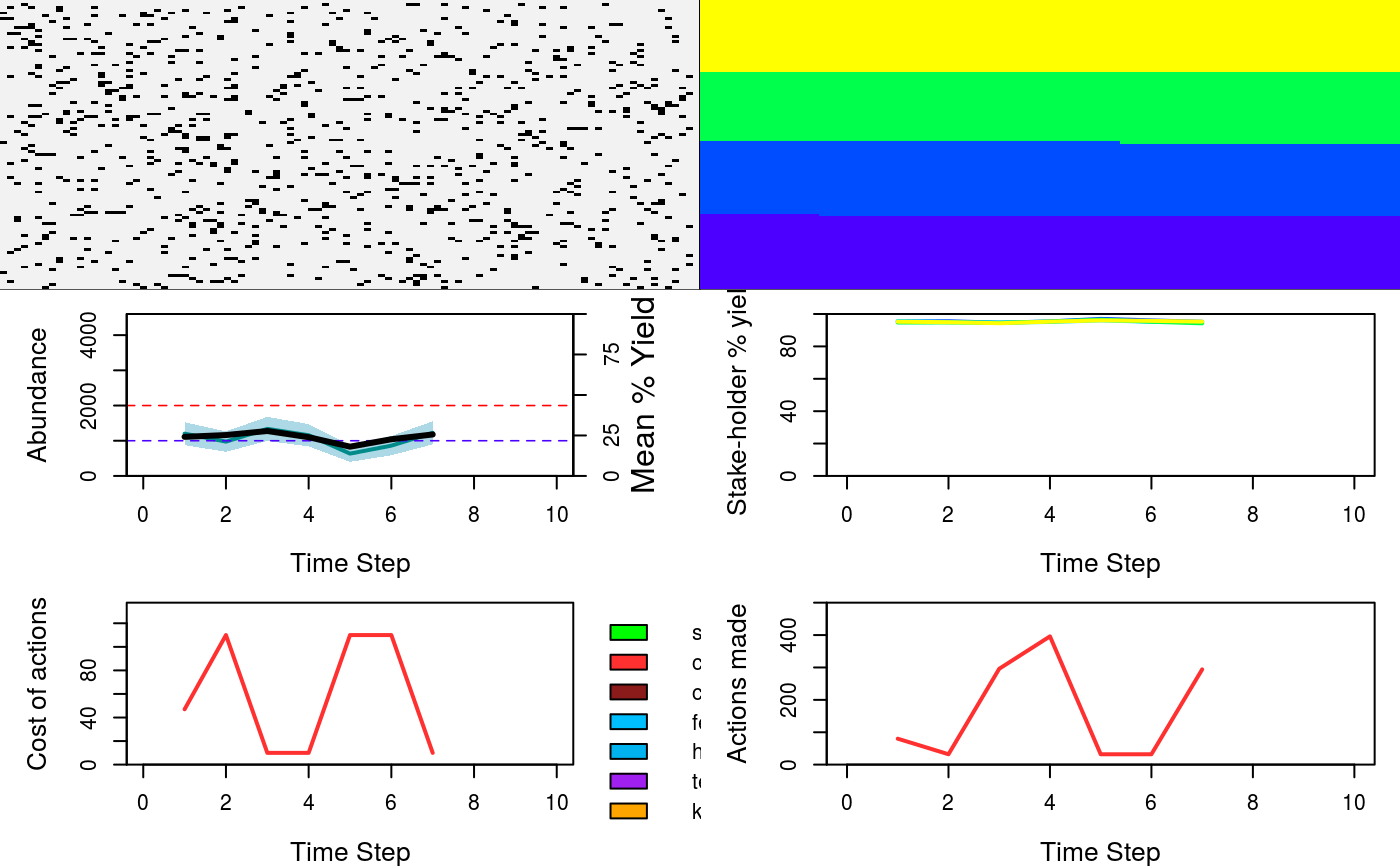 Abundance
0
2000
4000
0
25
75
Mean % Yield
0 2 4 6 8 10
Time Step
Stake-holder % yiel
0
40
80
0 2 4 6 8 10
Time Step
Cost of actions
0
40
80
0 2 4 6 8 10
Time Step
s
c
c
fe
h
te
k
Actions made
0
200
400
0 2 4 6 8 10
Time Step